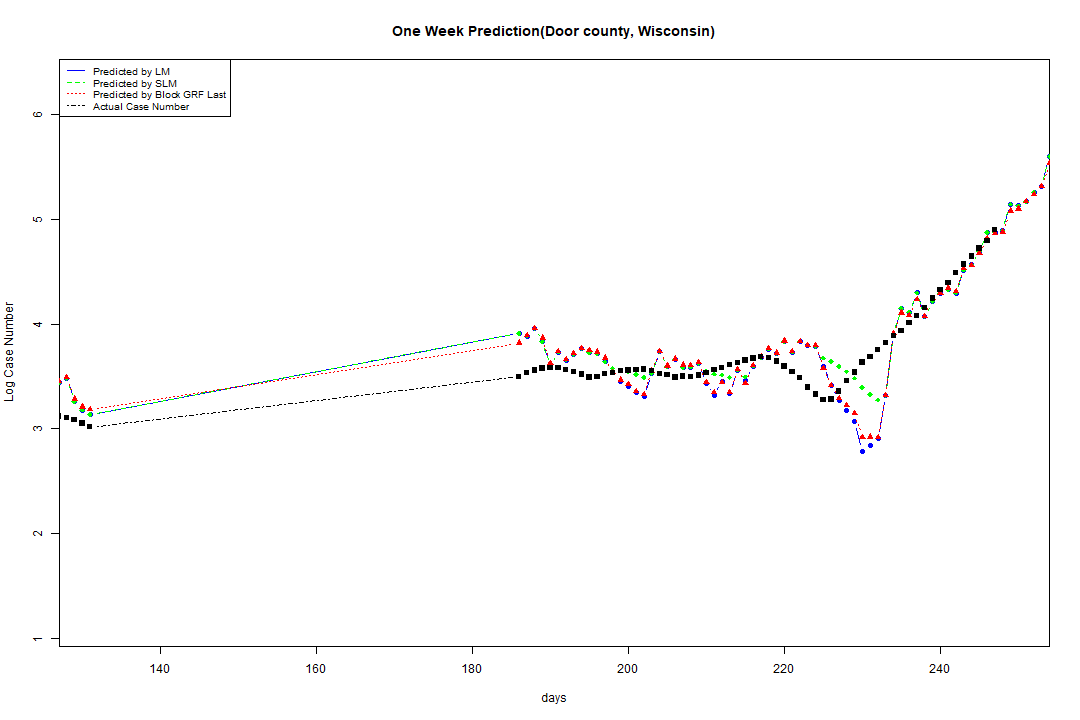 One Week Prediction(Door county, Wisconsin)
Predicted by LM
Predicted by SLM
Predicted by Block GRF Last
Actual Case Number
6
5
4
3
2
1
Log Case Number
140 160 180 200 220 240
days